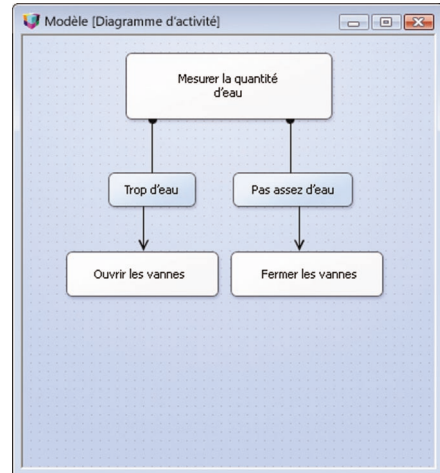 Modèle [Diagramme d'activité]
Mesurer la quantité
d'eau
Trop d'eau
Pas assez d'eau
Ouvrir les vannes
Fermer les vannes